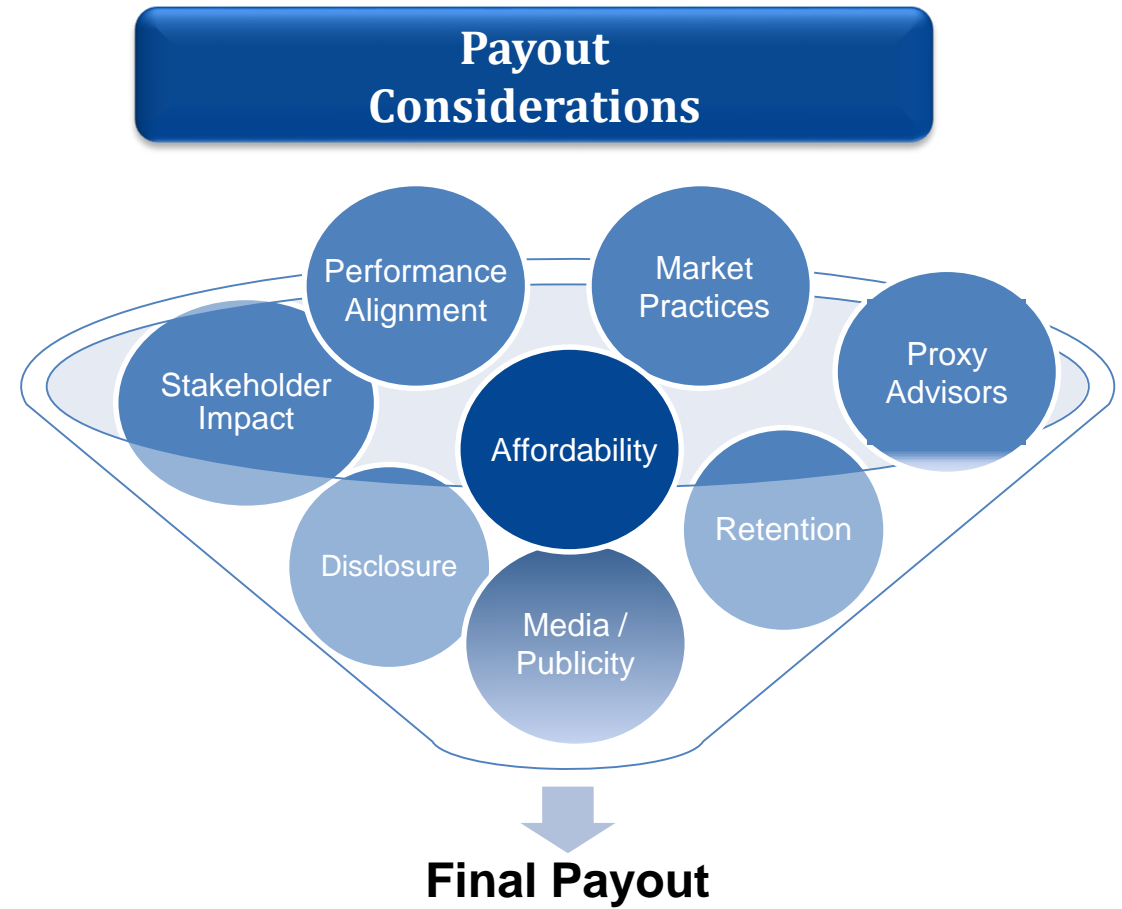 Payout
Considerations
Performance
Alignment
Market
Practices
Stakeholder
Impact
Proxy
Advisors
Affordability
Disclosure
Retention
Media /
Publicity
Final Payout